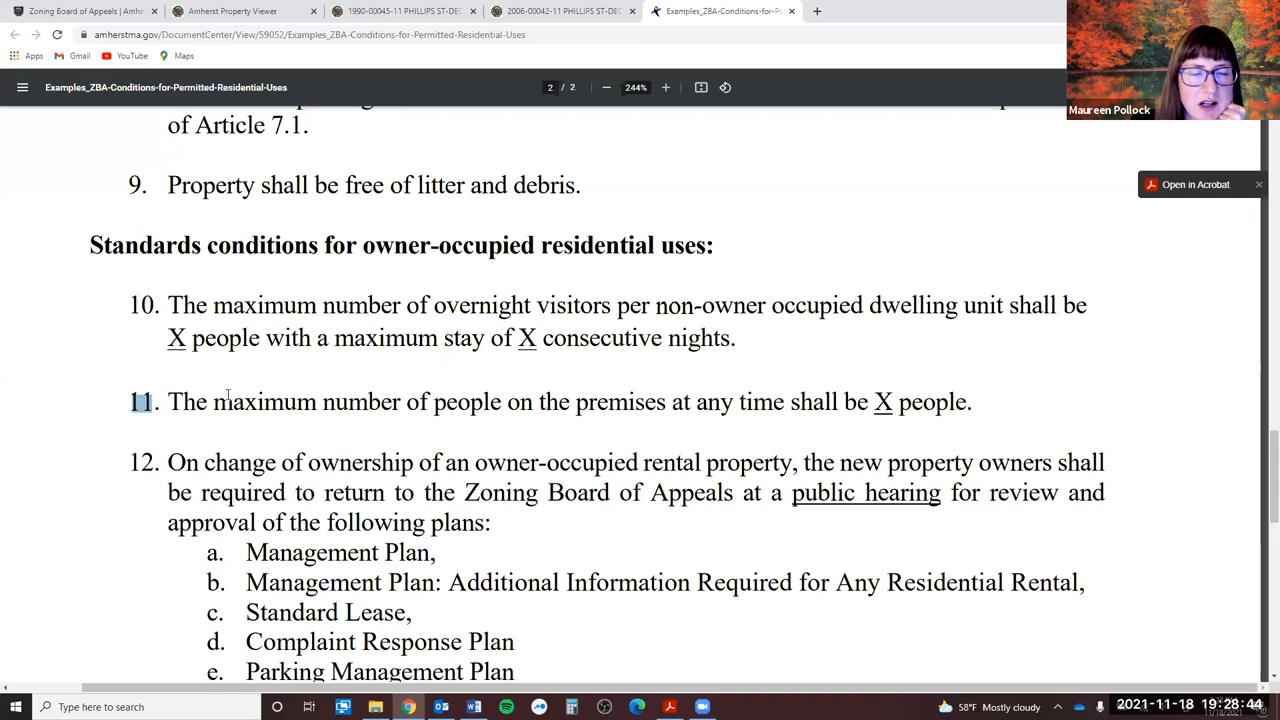 Zoning Board of Appeals | Amhers
Amherst Property Viewer
1990-00045-11 PHILLIPS ST-DEC
2006-00042-11 PHILLIPS ST-DEC
Examples_ZBA-Conditions-for-P
amherstma.gov/DocumentCenter/View/59052/Examples_ZBA-Conditions-for-Permitted-Residential-Uses
Apps Gmail YouTube Maps
Examples_ZBA-Conditions-for-Permitted-Residential-Uses
2 / 2
244%
Maureen Pollock
Open in Acrobat
of Article 7.1.
9. Property shall be free of litter and debris.
Standards conditions for owner-occupied residential uses:
10. The maximum number of overnight visitors per non-owner occupied dwelling unit shall be
X people with a maximum stay of X consecutive nights.
11. The maximum number of people on the premises at any time shall be X people.
12. On change of ownership of an owner-occupied rental property, the new property owners shall
be required to return to the Zoning Board of Appeals at a public hearing for review and
approval of the following plans:
a. Management Plan,
b. Management Plan: Additional Information Required for Any Residential Rental,
c. Standard Lease,
d. Complaint Response Plan
e. Parking Management Plan
Type here to search
58°F Mostly cloudy
2021-11-18 19:28:44